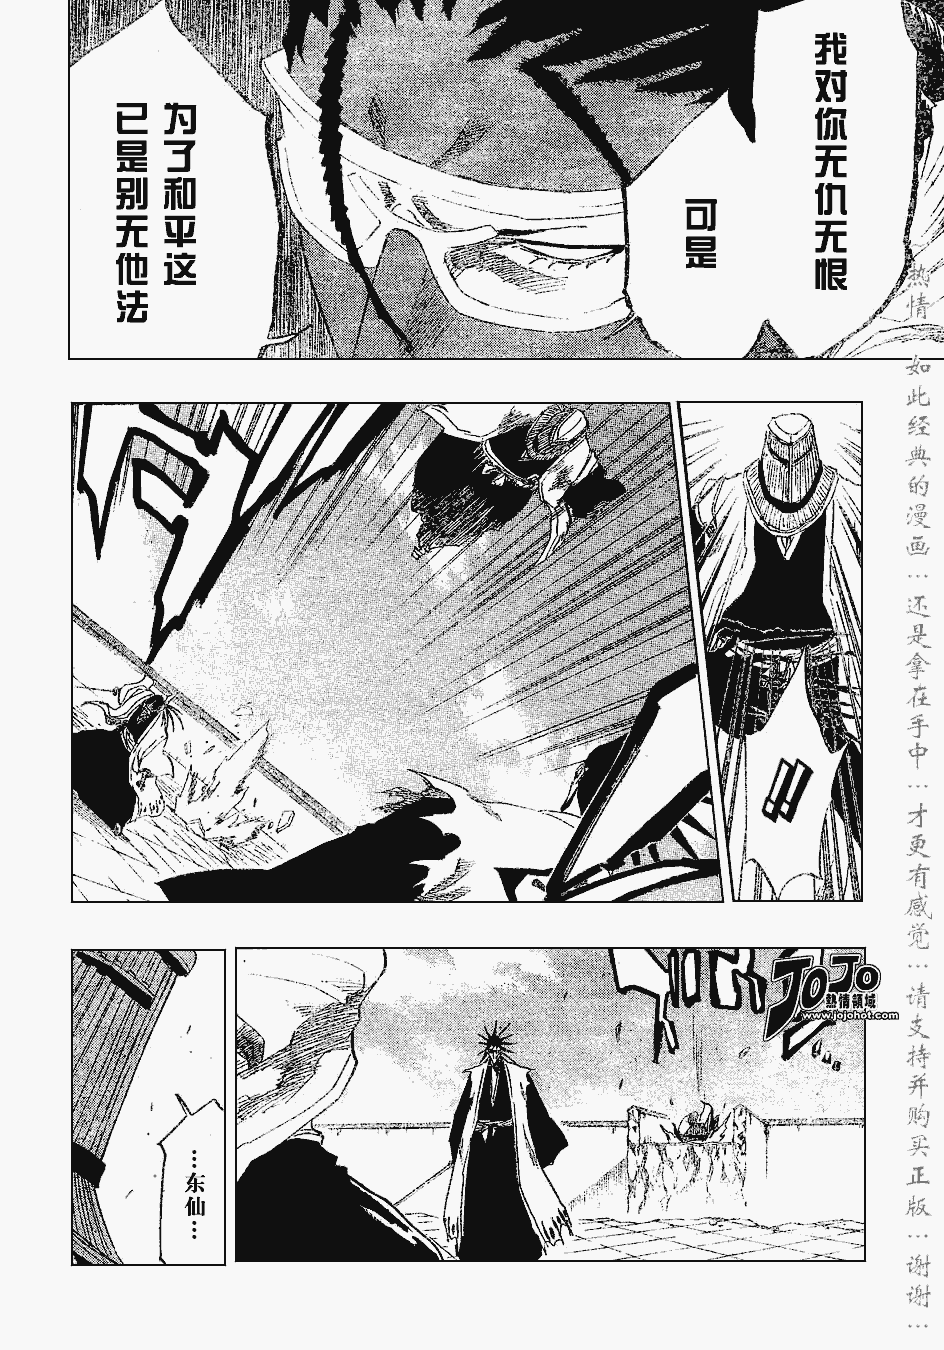 我对你无仇无恨
可是
为了和平这
已是别无他法
!!!
…东仙…
JOJO
熱情領域
www.jojohot.com
热情…如此经典的漫画…还是拿在手中…才更有感觉…请支持并购买正版…谢谢…